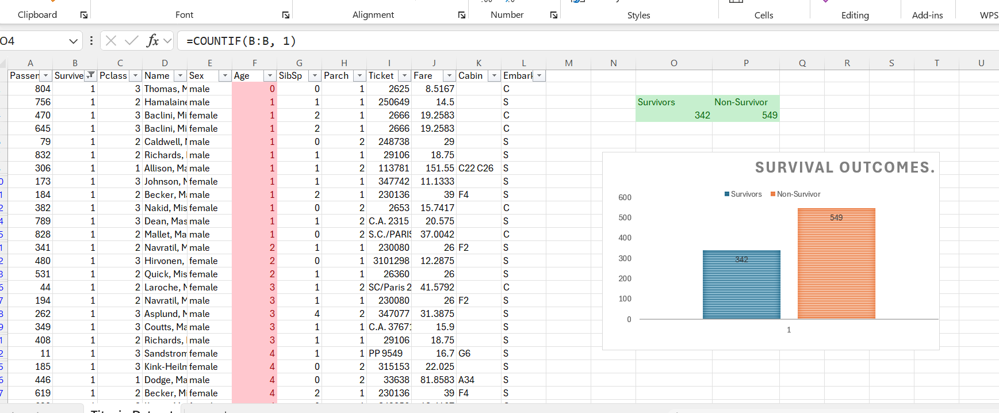 Clipboard Font Alignment Number Styles Cells Editing Add-ins WPS
O4 fx =COUNTIF(B:B, 1)
A B C D E F G H I J K L M N O P Q R S T U
Passen Survive Pclass Name Sex Age SibSp Parch Ticket Fare Cabin Embark
804 1 3 Thomas, M male 0 0 1 2625 8.5167 C
756 1 2 Hamalaine male 1 1 1 250649 14.5 S Survivors Non-Survivor
470 1 3 Baclini, Mi female 1 2 1 2666 19.2583 C 342 549
645 1 3 Baclini, Mi female 1 2 1 2666 19.2583 C
79 1 2 Caldwell, male 1 0 2 248738 29 S
832 1 2 Richards, male 1 1 1 29106 18.75 S
306 1 1 Allison, Ma male 1 1 2 113781 151.55 C22 C26 S
173 1 3 Johnson, female 1 1 1 347742 11.1333 S
184 1 2 Becker, Ma male 1 2 1 230136 39 F4 S
382 1 3 Nakid, Mis female 1 0 2 2653 15.7417 C
789 1 3 Dean, Mas male 1 1 2 C.A. 2315 20.575 S
828 1 2 Mallet, Ma male 1 0 2 S.C./PARIS 37.0042 C
341 1 2 Navratil, M male 2 1 1 230080 26 F2 S
480 1 3 Hirvonen, female 2 0 1 3101298 12.2875 S
531 1 2 Quick, Mis female 2 1 1 26360 26 S
44 1 2 Laroche, M female 3 1 2 SC/Paris 2 41.5792 C
194 1 2 Navratil, M male 3 1 1 230080 26 F2 S
262 1 3 Asplund, M male 3 4 2 347077 31.3875 S
349 1 3 Coutts, Ma male 3 1 1 C.A. 37671 15.9 S
408 1 2 Richards, male 3 1 1 29106 18.75 S
11 1 3 Sandstrom female 4 1 1 PP 9549 16.7 G6 S
185 1 3 Kink-Heilm female 4 0 2 315153 22.025 S
446 1 1 Dodge, Ma male 4 0 2 33638 81.8583 A34 S
619 1 2 Becker, Mi female 4 2 1 230136 39 F4 S
SURVIVAL OUTCOMES.
Survivors Non-Survivor
600
500
400
300
200
100
0
342
549
1